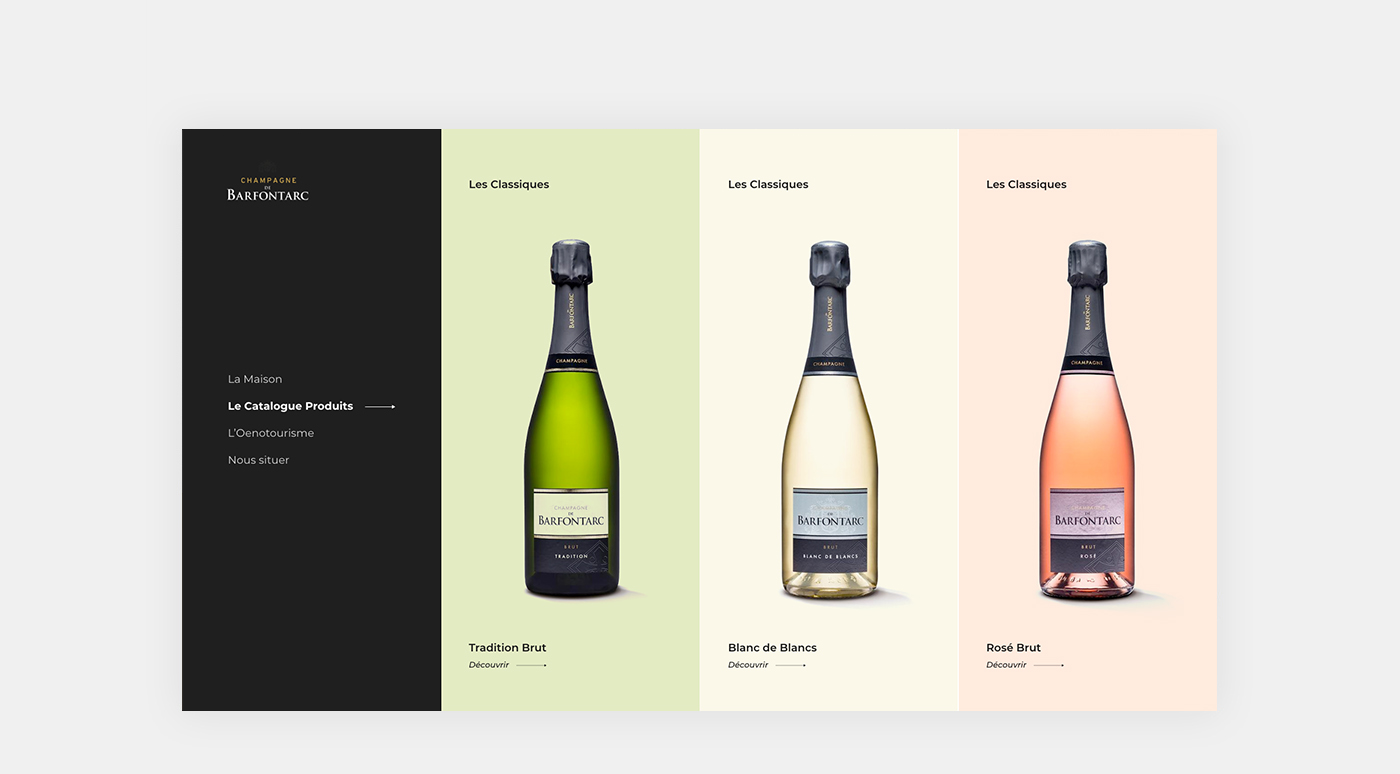 CHAMPAGNE
DE
BARFONTARC
La Maison
Le Catalogue Produits
L’Oenotourisme
Nous situer
Les Classiques
BARFONTARC
CHAMPAGNE
CHAMPAGNE
DE
BARFONTARC
BRUT
TRADITION
Tradition Brut
Découvrir
Les Classiques
BARFONTARC
CHAMPAGNE
CHAMPAGNE
DE
BARFONTARC
BRUT
BLANC DE BLANCS
Blanc de Blancs
Découvrir
Les Classiques
BARFONTARC
CHAMPAGNE
CHAMPAGNE
DE
BARFONTARC
BRUT
ROSÉ
Rosé Brut
Découvrir